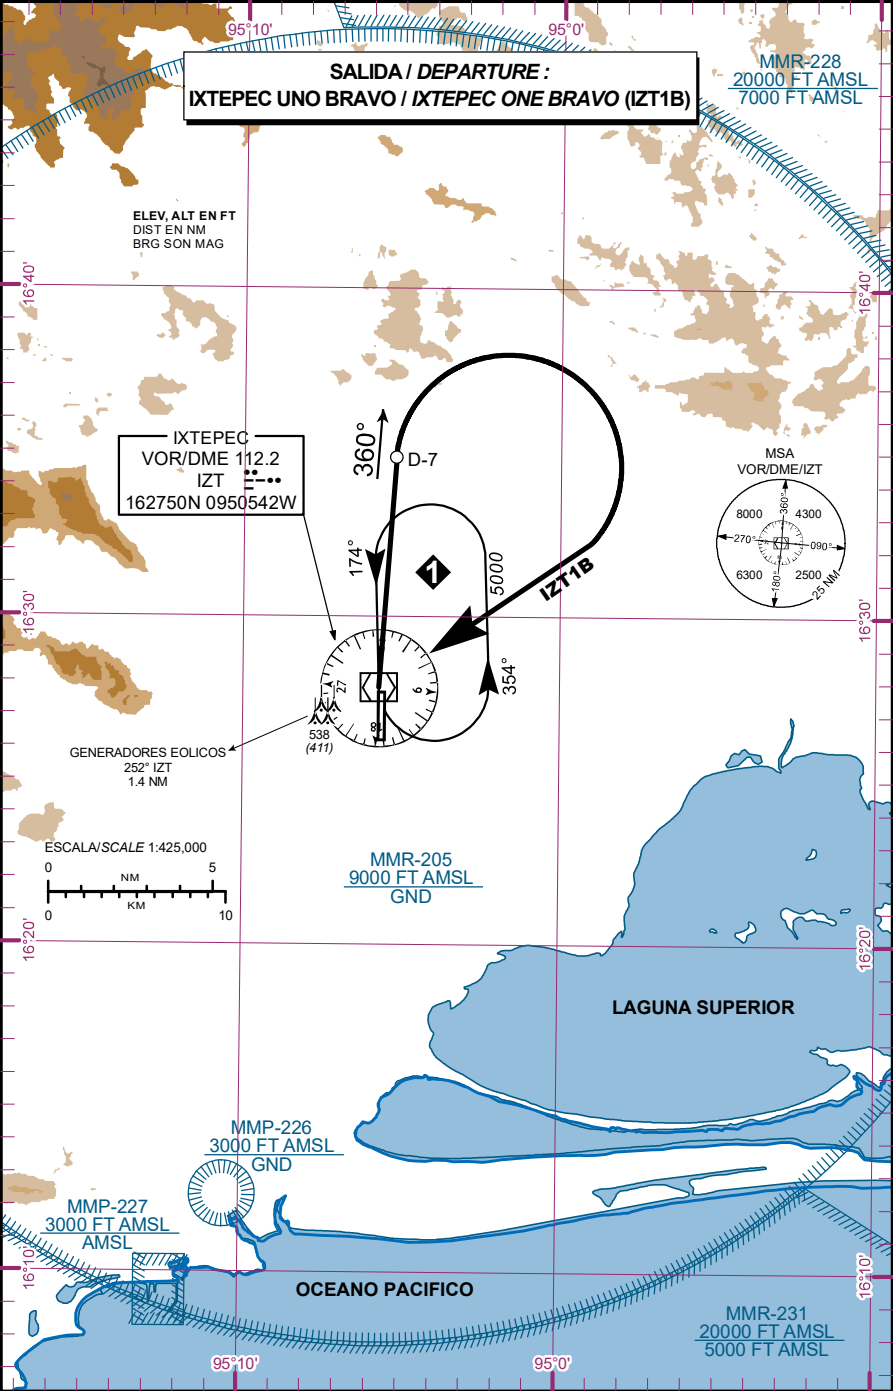 95°10'
95°0'
SALIDA / DEPARTURE :
IXTEPEC UNO BRAVO / IXTEPEC ONE BRAVO (IZT1B)
MMR-228
20000 FT AMSL
7000 FT AMSL
ELEV, ALT EN FT
DIST EN NM
BRG SON MAG
16°40'
16°40'
IXTEPEC
VOR/DME 112.2
IZT
162750N 0950542W
360°
D-7
174°
1
5000
IZT1B
354°
MSA
VOR/DME/IZT
8000
4300
360°
270°
090°
6300
2500
180°
25 NM
16°30'
16°30'
27
9
18
538
(411)
GENERADORES EOLICOS
252° IZT
1.4 NM
ESCALA/SCALE 1:425,000
0
NM
5
0
KM
10
MMR-205
9000 FT AMSL
GND
16°20'
16°20'
LAGUNA SUPERIOR
MMP-226
3000 FT AMSL
GND
MMP-227
3000 FT AMSL
AMSL
16°10'
16°10'
OCEANO PACIFICO
MMR-231
20000 FT AMSL
5000 FT AMSL
95°10'
95°0'